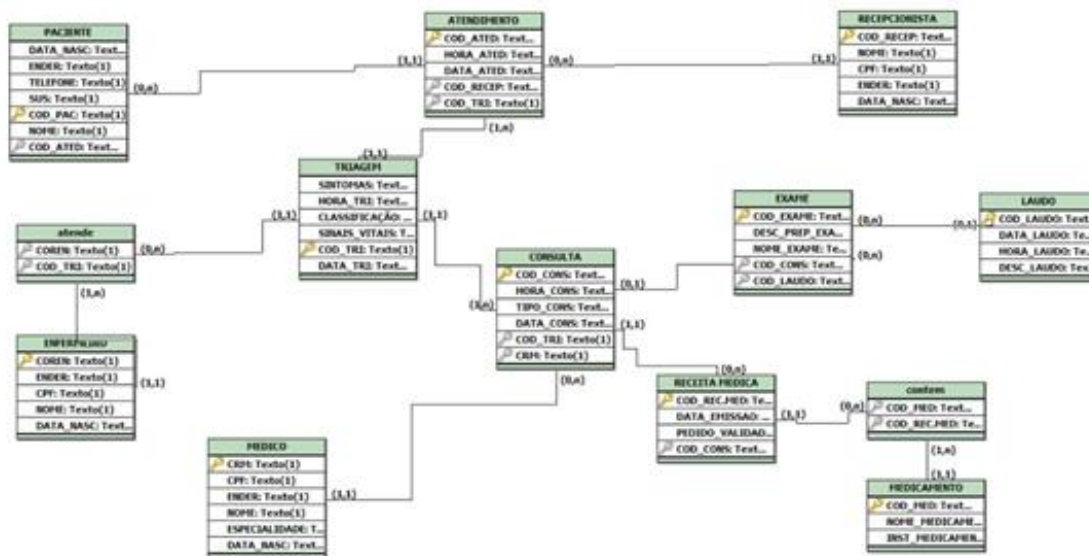 PACIENTE
DATA_NASC: Text...
ENDER: Texto(1)
TELEFONE: Texto(1)
SUS: Texto(1)
COD_PAC: Texto(1)
NOME: Texto(1)
COD_ATED: Text...
(0,n)
(1,1)
ATENDIMENTO
COD_ATED: Text...
HORA_ATED: Text...
DATA_ATED: Text...
COD_RECEP: Text...
COD_TRI: Texto(1)
(0,n)
(1,1)
(1,n)
RECEPCIONISTA
COD_RECEP: Text...
NOME: Texto(1)
CPF: Texto(1)
ENDER: Texto(1)
DATA_NASC: Text...
(1,1)
TRIAGEM
SINTOMAS: Text...
HORA_TRI: Text...
CLASSIFICAÇÃO: ...
SINAIS_VITAIS: T...
COD_TRI: Texto(1)
DATA_TRI: Text...
(1,1)
(1,1)
atende
COREN: Texto(1)
COD_TRI: Texto(1)
(0,n)
(1,n)
COREN: Texto(1)
ENDER: Texto(1)
CPF: Texto(1)
NOME: Texto(1)
DATA_NASC: Text...
(1,1)
CONSULTA
COD_CONS: Text...
HORA_CONS: Text...
TIPO_CONS: Text...
DATA_CONS: Text...
COD_TRI: Texto(1)
CRM: Texto(1)
(1,n)
(0,1)
(1,1)
(0,n)
EXAME
COD_EXAME: Text...
DESC_PREP_EXA...
NOME_EXAME: Te...
COD_CONS: Text...
COD_LAUDO: Text...
(0,n)
(0,n)
(0,1)
LAUDO
COD_LAUDO: Text...
DATA_LAUDO: Te...
HORA_LAUDO: Te...
DESC_LAUDO: Text...
(0,n)
RECEITA MEDICA
COD_REC.MED: Te...
DATA_EMISSAO: ...
PEDIDO_VALIDAD...
COD_CONS: Text...
(1,1)
(0,n)
contem
COD_MED: Text...
COD_REC.MED: Te...
(1,n)
(1,1)
MEDICAMENTO
COD_MED: Text...
NOME_MEDICAME...
INST_MEDICAMEN...
MEDICO
CRM: Texto(1)
CPF: Texto(1)
ENDER: Texto(1)
NOME: Texto(1)
ESPECIALIDADE: T...
DATA_NASC: Text...
(1,1)